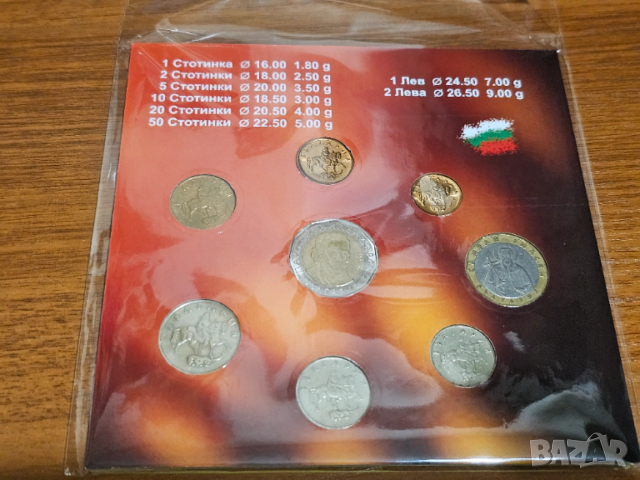 1 Стотинка Ø 16.00 1.80 g
2 Стотинки Ø 18.00 2.50 g
5 Стотинки Ø 20.00 3.50 g
10 Стотинки Ø 18.50 3.00 g
20 Стотинки Ø 20.50 4.00 g
50 Стотинки Ø 22.50 5.00 g
1 Лев Ø 24.50 7.00 g
2 Лева Ø 26.50 9.00 g
BAZAR